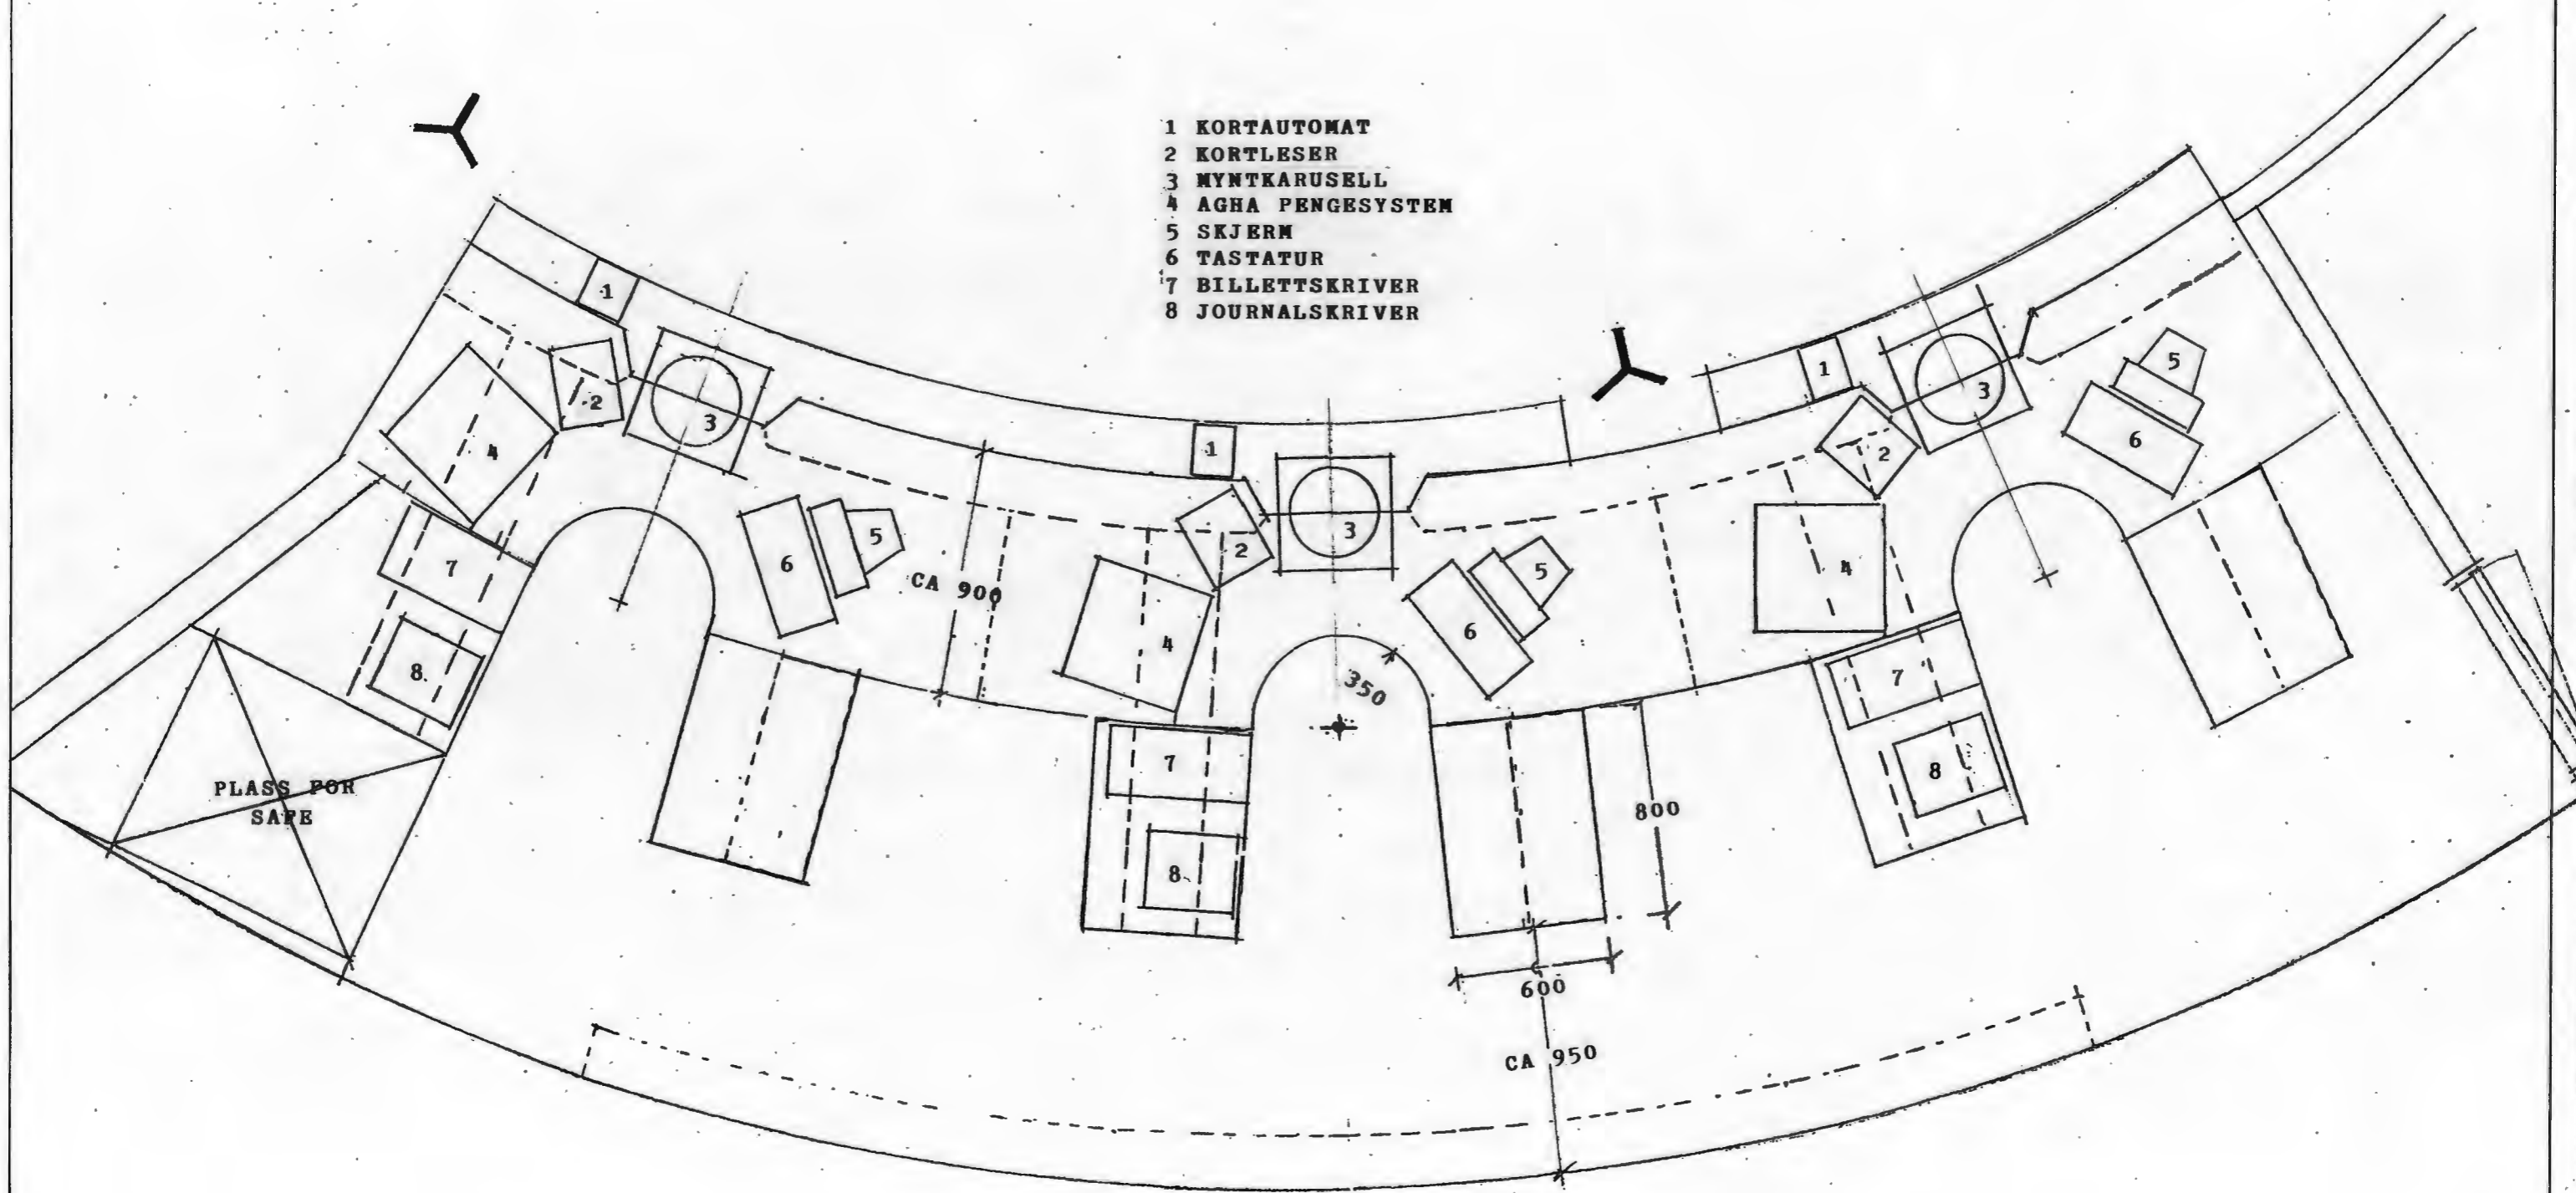 1 KORTAUTOMAT
2 KORTLESER
3 MYNTKARUSELL
4 AGHA PENGESYSTEM
5 SKJERM
6 TASTATUR
7 BILLETTSKRIVER
8 JOURNALSKRIVER
1
2
3
4
7
8
6
5
CA 900
1
2
3
4
7
8
5
6
350
800
600
CA 950
1
2
3
4
7
8
5
6
PLASS FOR
SAFE